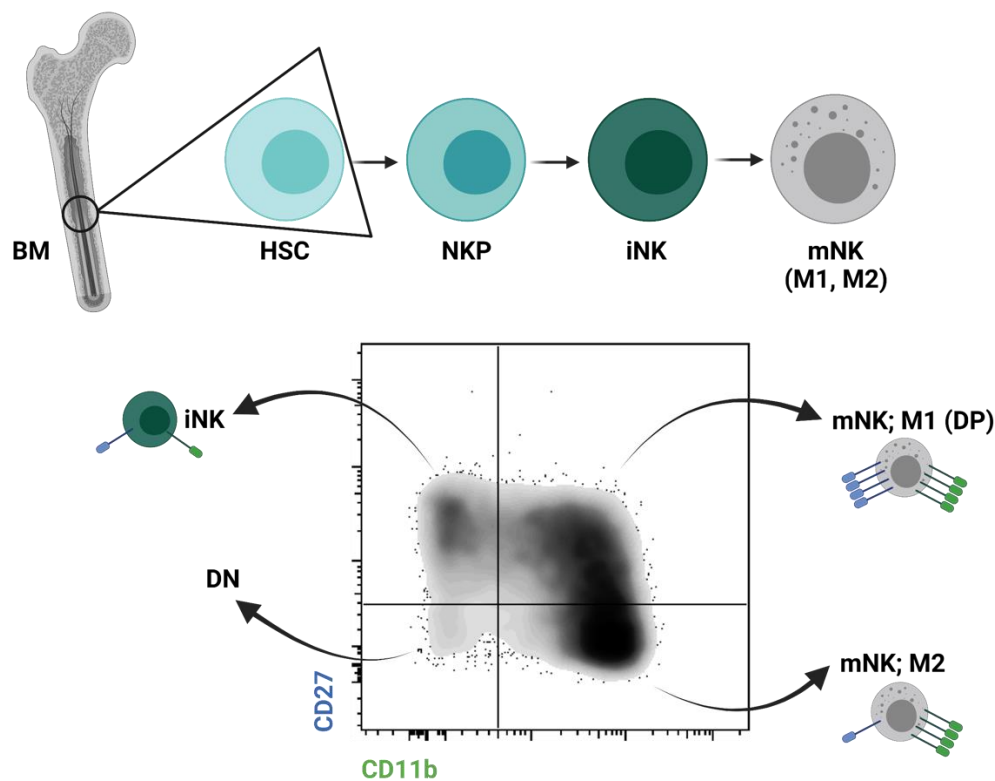 BM
HSC
NKP
iNK
mNK
(M1, M2)
iNK
mNK; M1 (DP)
DN
mNK; M2
CD27
CD11b